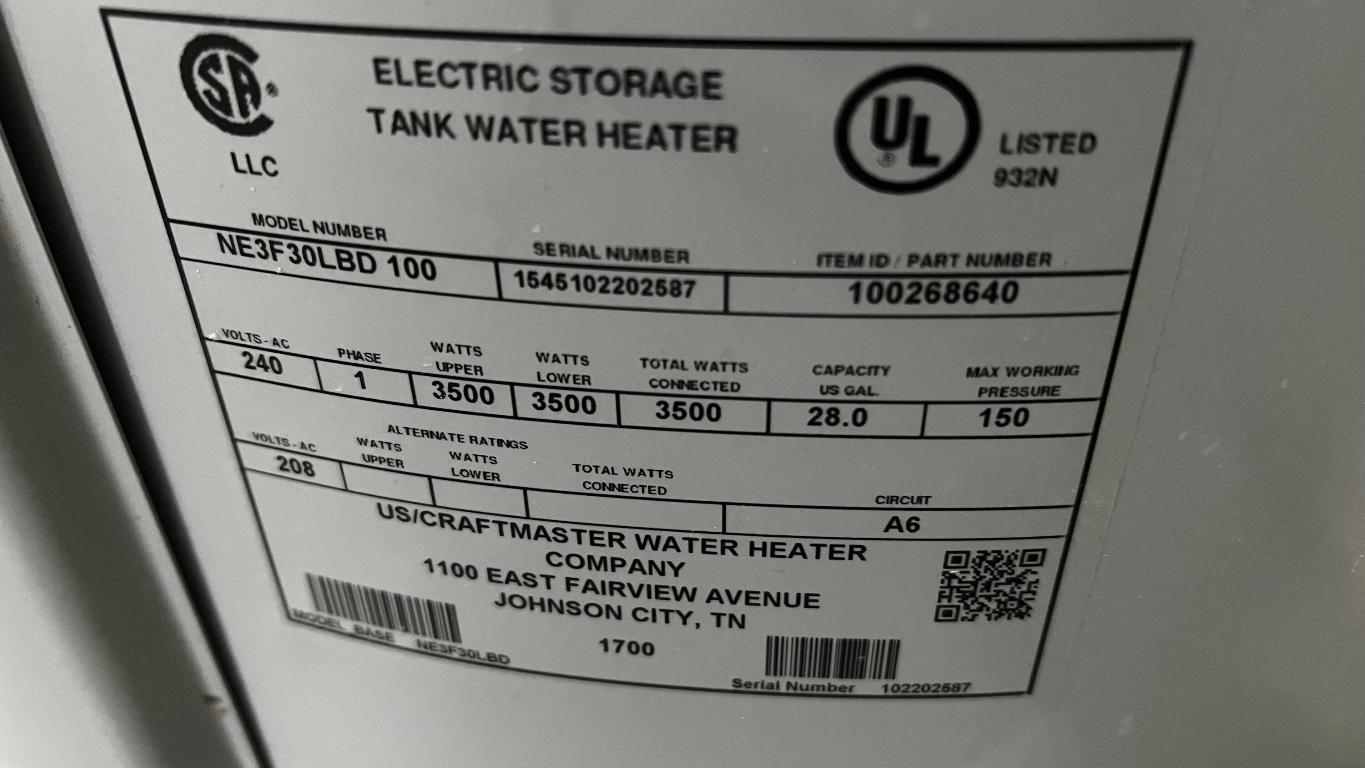 SA ®
LLC
ELECTRIC STORAGE
TANK WATER HEATER
UL ®
LISTED
932N
MODEL NUMBER SERIAL NUMBER ITEM ID / PART NUMBER
NE3F30LBD 100 1545102202587 100268640
VOLTS - AC PHASE WATTS UPPER WATTS LOWER TOTAL WATTS CONNECTED CAPACITY US GAL. MAX WORKING PRESSURE
240 1 3500 3500 3500 28.0 150
ALTERNATE RATINGS
VOLTS - AC WATTS UPPER WATTS LOWER TOTAL WATTS CONNECTED CIRCUIT
208 A6
US/CRAFTMASTER WATER HEATER
COMPANY
1100 EAST FAIRVIEW AVENUE
JOHNSON CITY, TN
1700
MODEL BASE NE3F30LBD
Serial Number 102202587